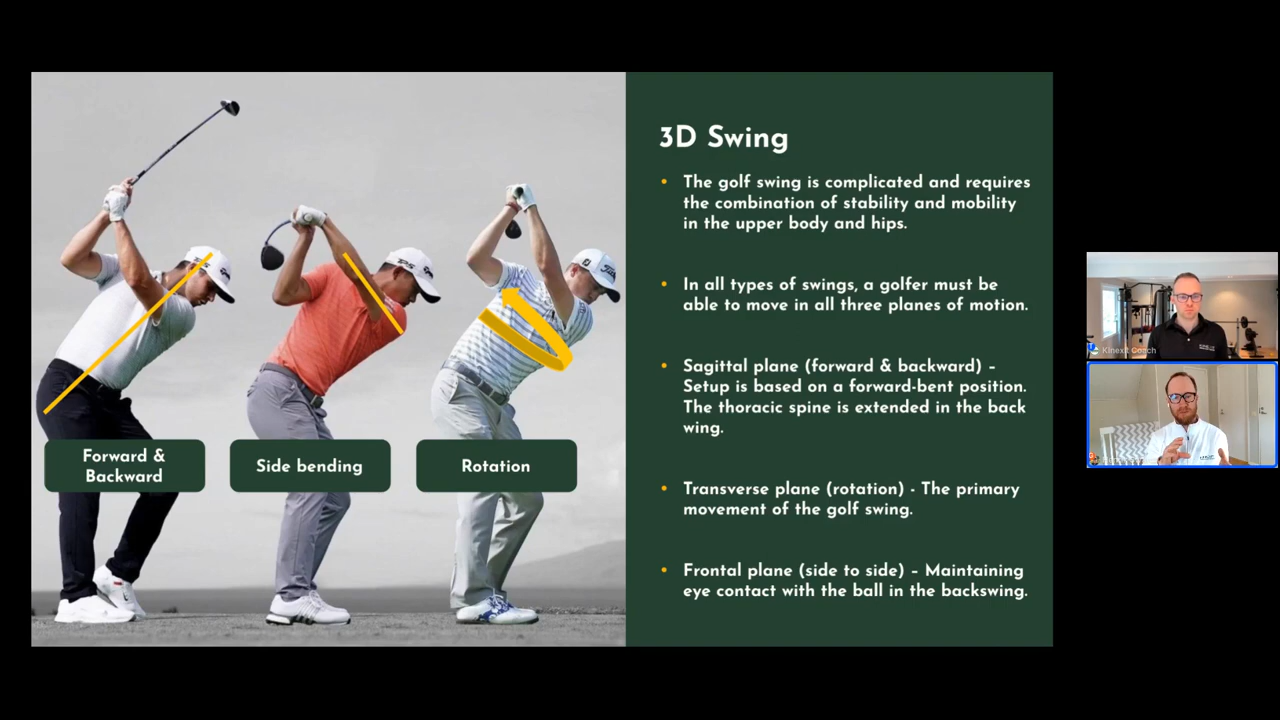 3D Swing
• The golf swing is complicated and requires
the combination of stability and mobility
in the upper body and hips.
• In all types of swings, a golfer must be
able to move in all three planes of motion.
• Sagittal plane (forward & backward) –
Setup is based on a forward-bent position.
The thoracic spine is extended in the back
wing.
• Transverse plane (rotation) - The primary
movement of the golf swing.
• Frontal plane (side to side) – Maintaining
eye contact with the ball in the backswing.
Forward &
Backward
Side bending
Rotation
Kinexit Coach